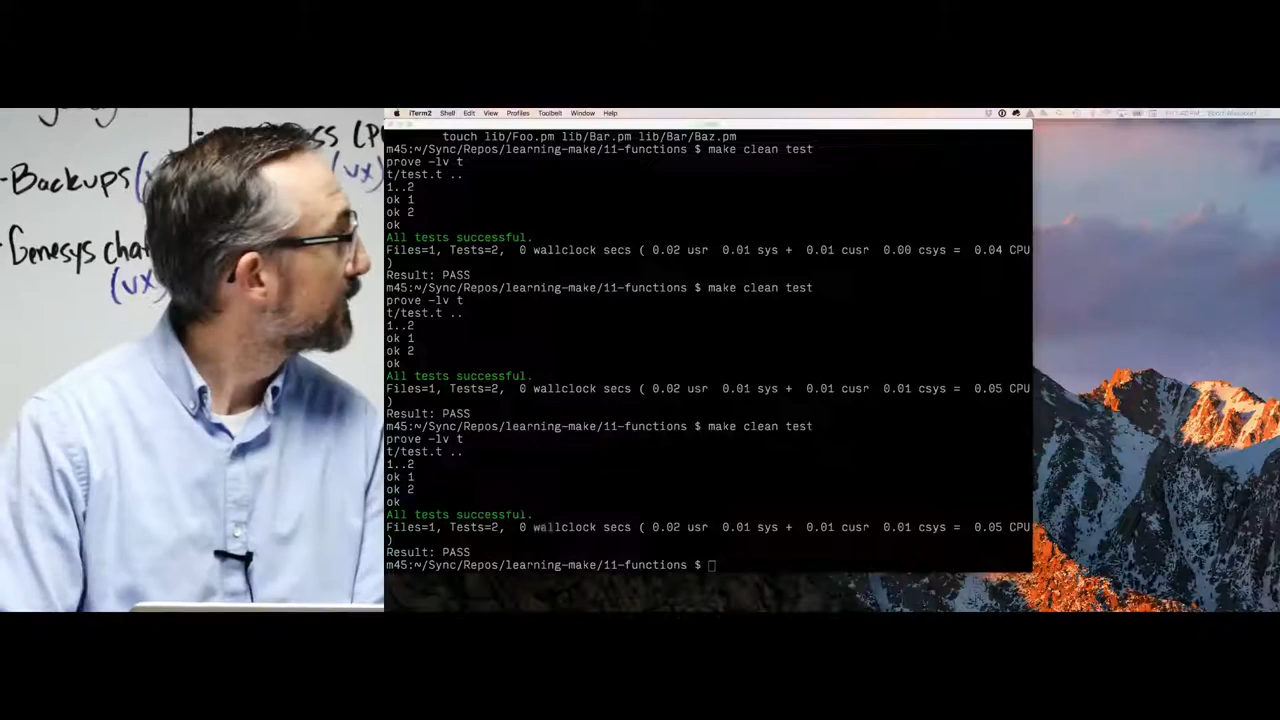 ss (P
-Backups(
(vx)
Genesys chat
(vx)
iTerm2 Shell Edit View Profiles Toolbelt Window Help
touch lib/Foo.pm lib/Bar.pm lib/Bar/Baz.pm
m45:~/Sync/Repos/learning-make/11-functions $ make clean test
prove -lv t
t/test.t ..
1..2
ok 1
ok 2
ok
All tests successful.
Files=1, Tests=2,  0 wallclock secs ( 0.02 usr  0.01 sys +  0.01 cusr  0.00 csys =  0.04 CPU
)
Result: PASS
m45:~/Sync/Repos/learning-make/11-functions $ make clean test
prove -lv t
t/test.t ..
1..2
ok 1
ok 2
ok
All tests successful.
Files=1, Tests=2,  0 wallclock secs ( 0.02 usr  0.01 sys +  0.01 cusr  0.01 csys =  0.05 CPU
)
Result: PASS
m45:~/Sync/Repos/learning-make/11-functions $ make clean test
prove -lv t
t/test.t ..
1..2
ok 1
ok 2
ok
All tests successful.
Files=1, Tests=2,  0 wallclock secs ( 0.02 usr  0.01 sys +  0.01 cusr  0.01 csys =  0.05 CPU
)
Result: PASS
m45:~/Sync/Repos/learning-make/11-functions $